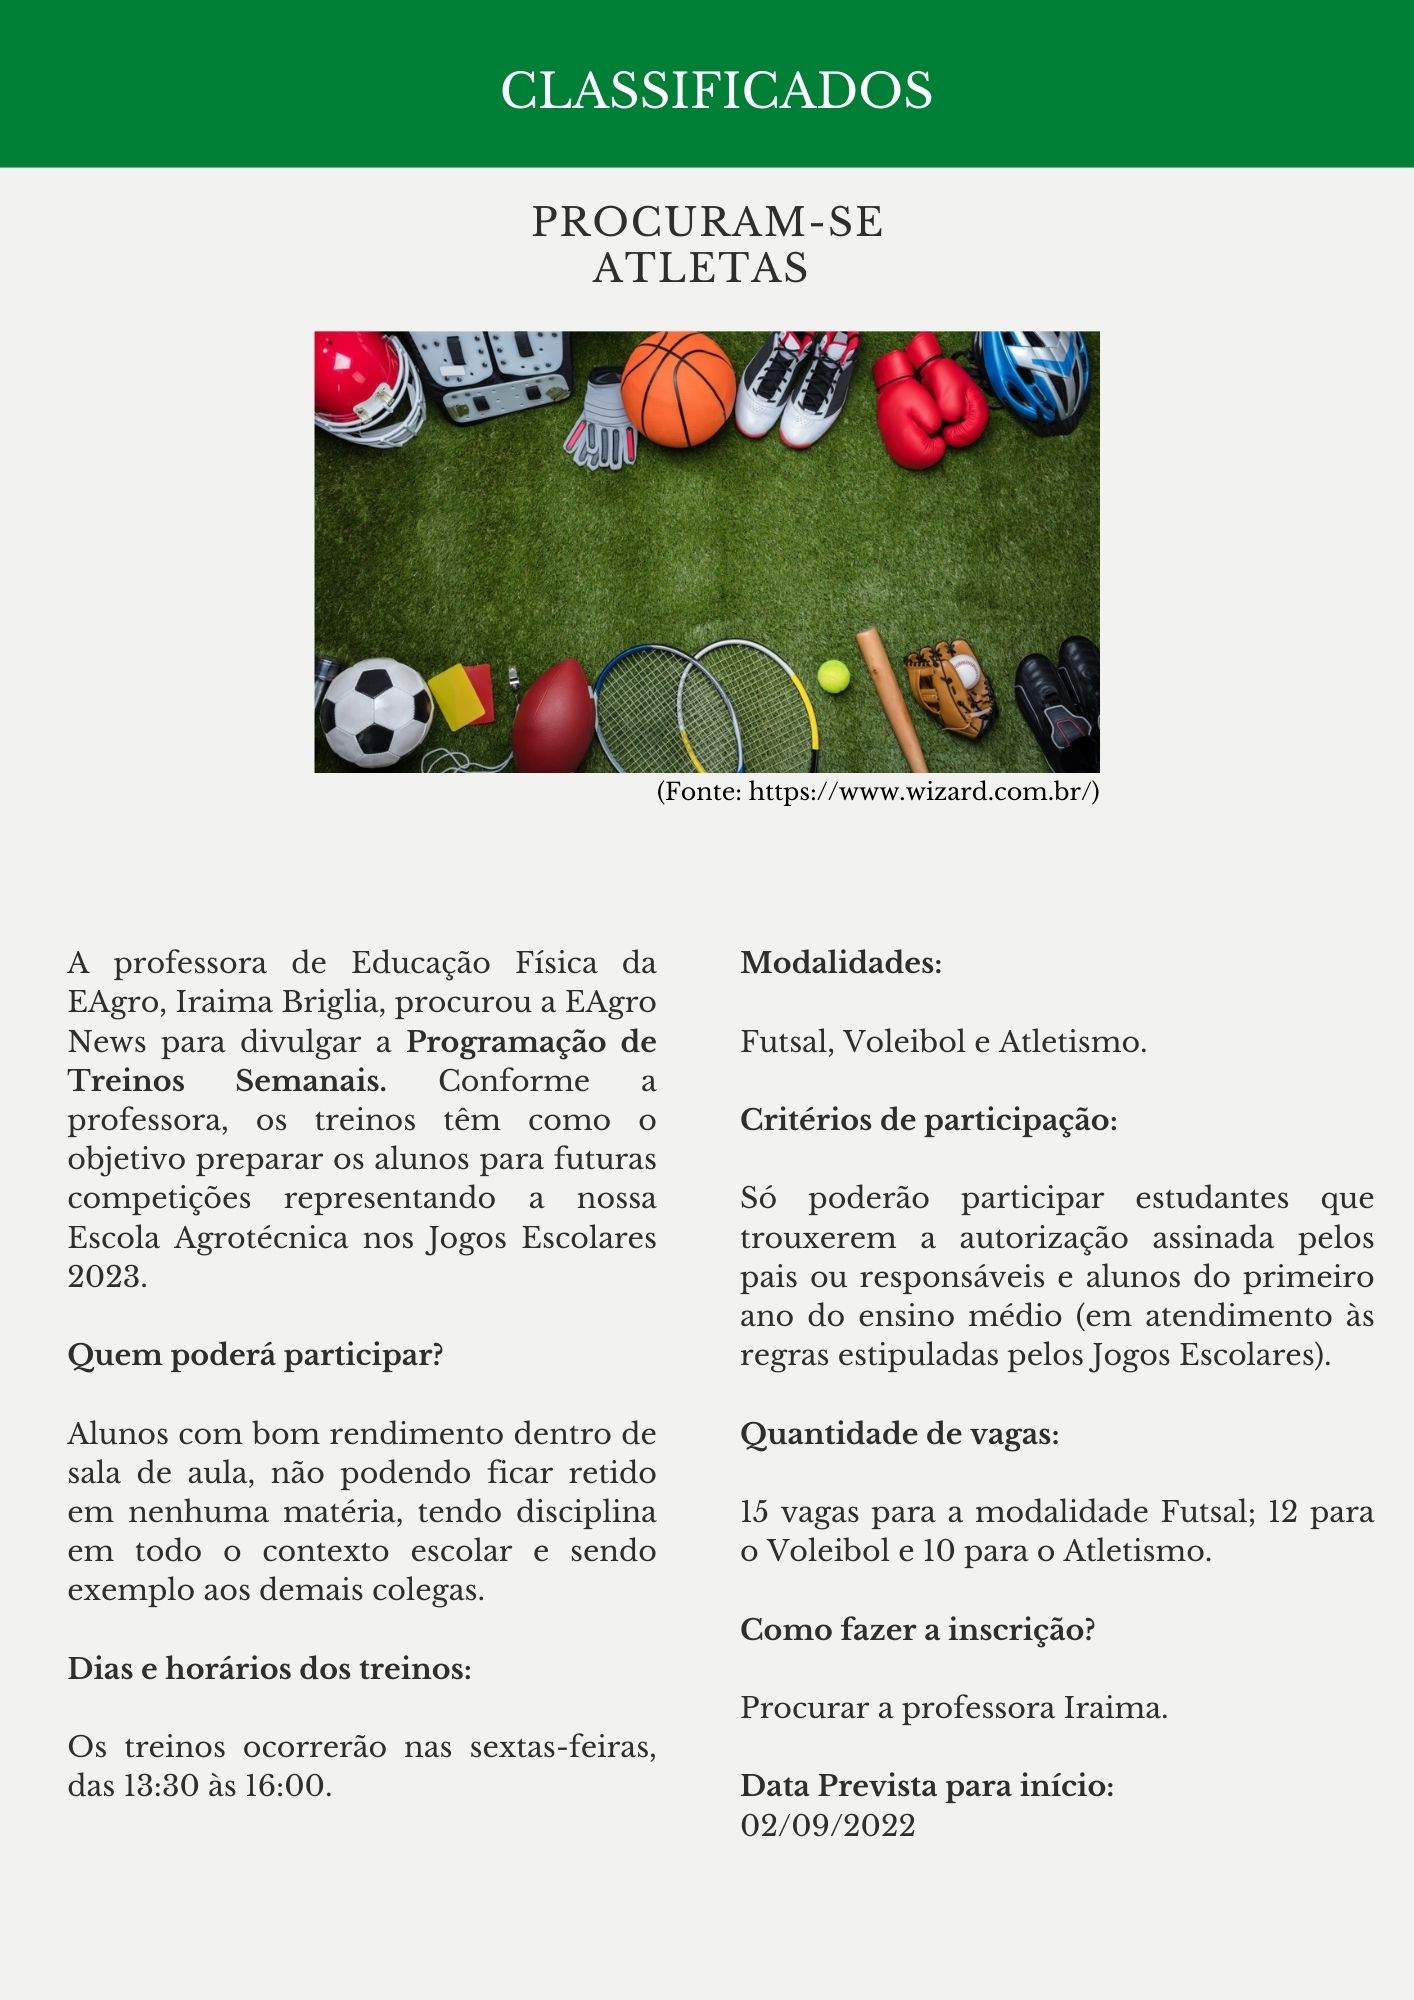 CLASSIFICADOS
PROCURAM-SE
ATLETAS
(Fonte: https://www.wizard.com.br/)
A professora de Educação Física da
EAgro, Iraima Briglia, procurou a EAgro
News para divulgar a Programação de
Treinos Semanais. Conforme a
professora, os treinos têm como o
objetivo preparar os alunos para futuras
competições representando a nossa
Escola Agrotécnica nos Jogos Escolares
2023.
Quem poderá participar?
Alunos com bom rendimento dentro de
sala de aula, não podendo ficar retido
em nenhuma matéria, tendo disciplina
em todo o contexto escolar e sendo
exemplo aos demais colegas.
Dias e horários dos treinos:
Os treinos ocorrerão nas sextas-feiras,
das 13:30 às 16:00.
Modalidades:
Futsal, Voleibol e Atletismo.
Critérios de participação:
Só poderão participar estudantes que
trouxerem a autorização assinada pelos
pais ou responsáveis e alunos do primeiro
ano do ensino médio (em atendimento às
regras estipuladas pelos Jogos Escolares).
Quantidade de vagas:
15 vagas para a modalidade Futsal; 12 para
o Voleibol e 10 para o Atletismo.
Como fazer a inscrição?
Procurar a professora Iraima.
Data Prevista para início:
02/09/2022